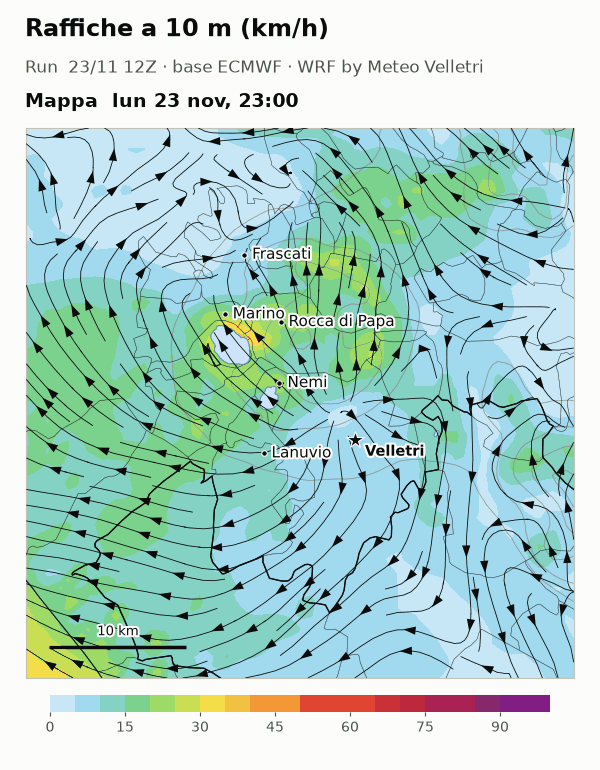 Raffiche a 10 m (km/h)
Run 23/11 12Z · base ECMWF · WRF by Meteo Velletri
Mappa lun 23 nov, 23:00
Frascati
Marino
Rocca di Papa
Nemi
Lanuvio
Velletri
10 km
0 15 30 45 60 75 90